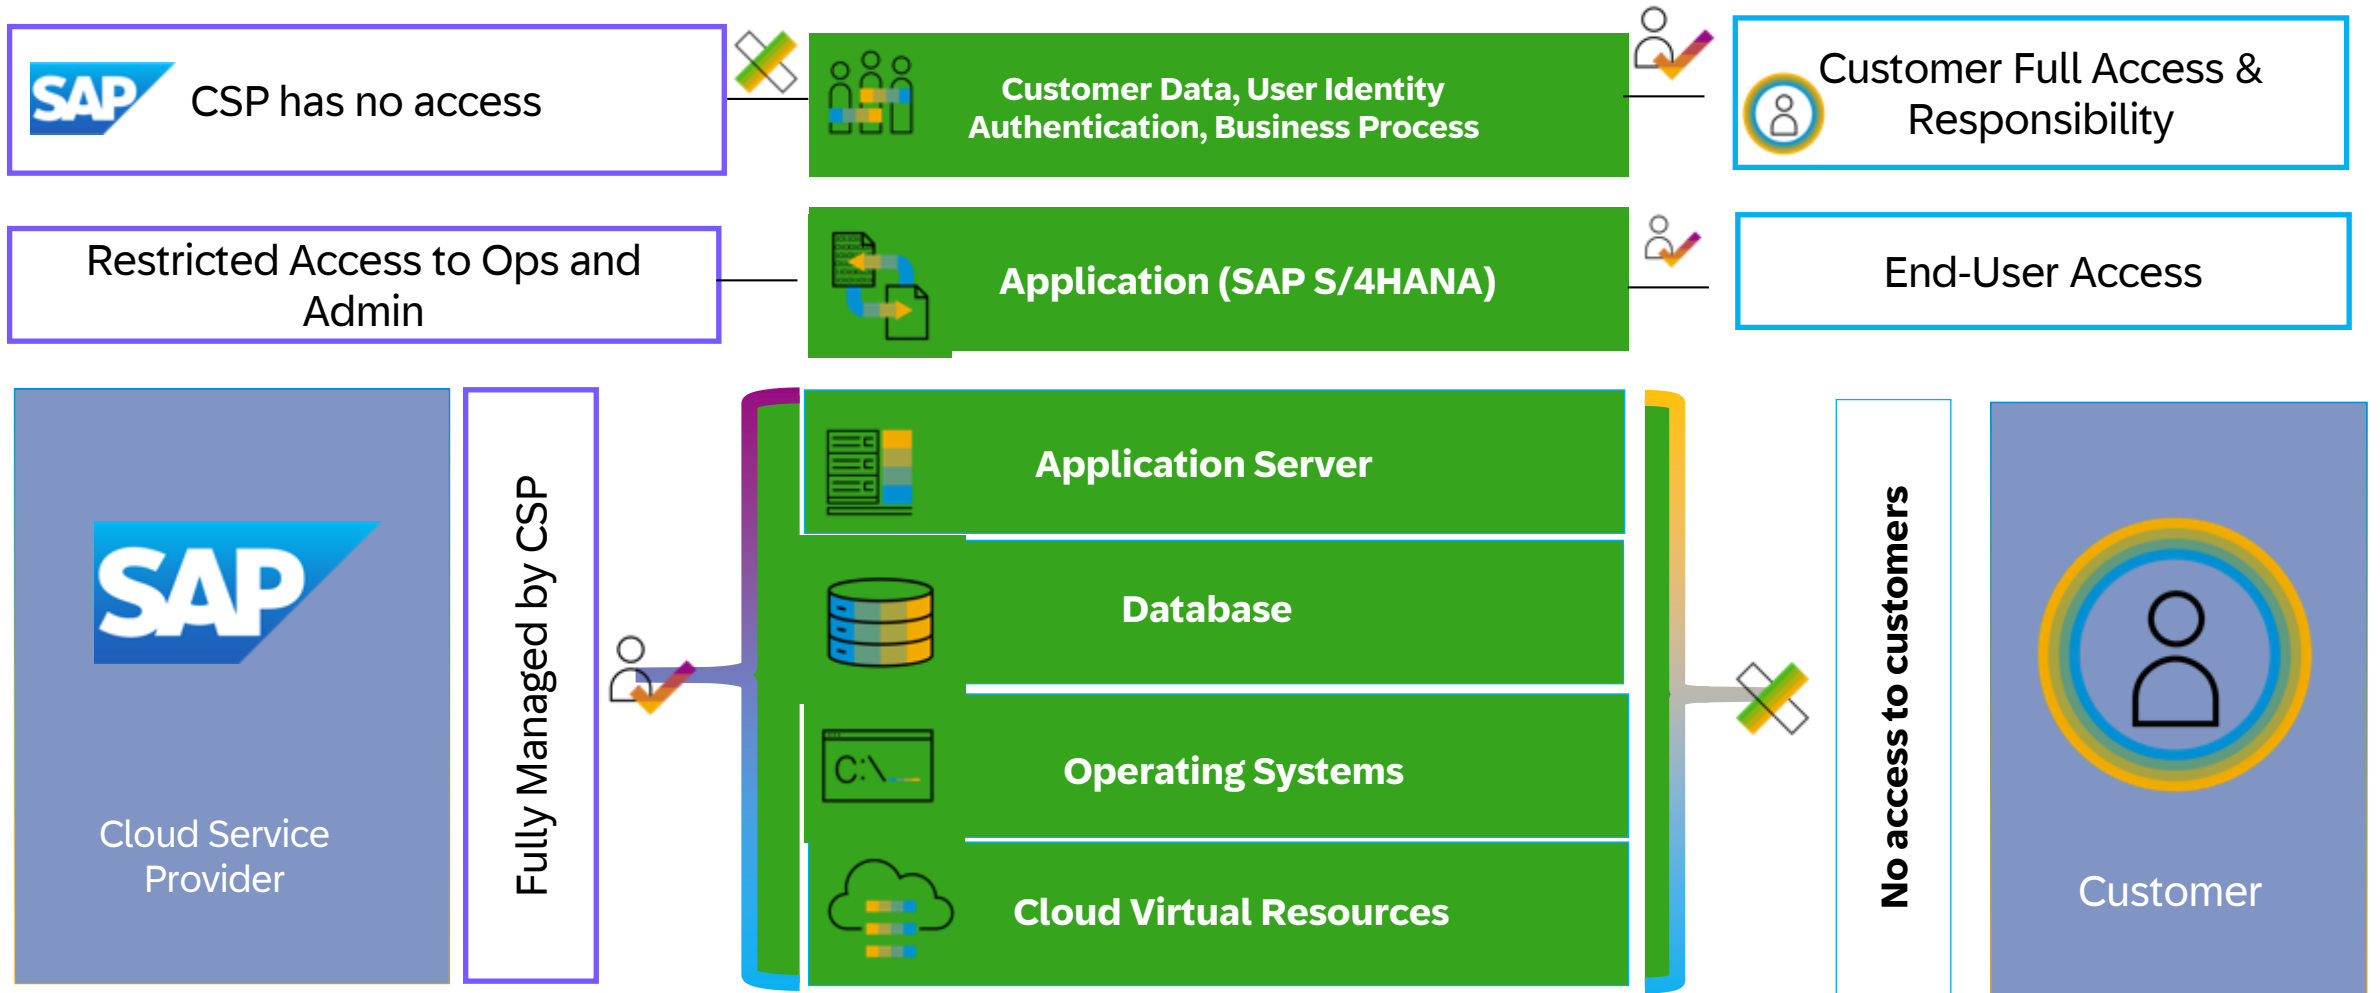 SAP
CSP has no access
Customer Data, User Identity
Authentication, Business Process
Customer Full Access &
Responsibility
Restricted Access to Ops and
Admin
Application (SAP S/4HANA)
End-User Access
SAP
Cloud Service
Provider
Fully Managed by CSP
Application Server
Database
C:\
Operating Systems
Cloud Virtual Resources
No access to customers
Customer